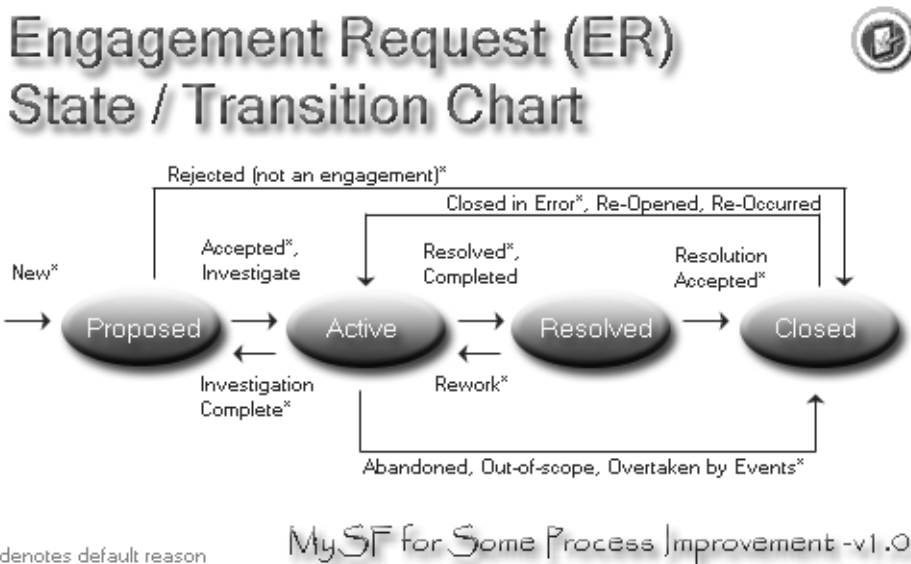 Engagement Request (ER)
State / Transition Chart
Rejected (not an engagement)*
Closed in Error*, Re-Opened, Re-Occurred
New*
Accepted*,
Investigate
Resolved*,
Completed
Resolution
Accepted*
Proposed
Active
Resolved
Closed
Investigation
Complete*
Rework*
Abandoned, Out-of-scope, Overtaken by Events*
denotes default reason
MySF for Some Process Improvement -v1.0